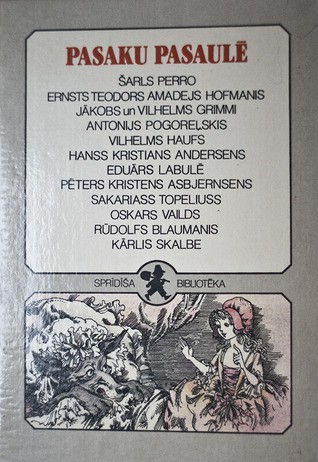 PASAKU PASAULĒ
ŠARLS PERRO
ERNSTS TEODORS AMADEJS HOFMANIS
JĀKOBS un VILHELMS GRIMMI
ANTONIJS POGOREĻSKIS
VILHELMS HAUFS
HANSS KRISTIANS ANDERSENS
EDUĀRS LABULĒ
PĒTERS KRISTENS ASBJERNSENS
SAKARIASS TOPELIUSS
OSKARS VAILDS
RŪDOLFS BLAUMANIS
KĀRLIS SKALBE
SPRĪDĪŠA BIBLIOTĒKA